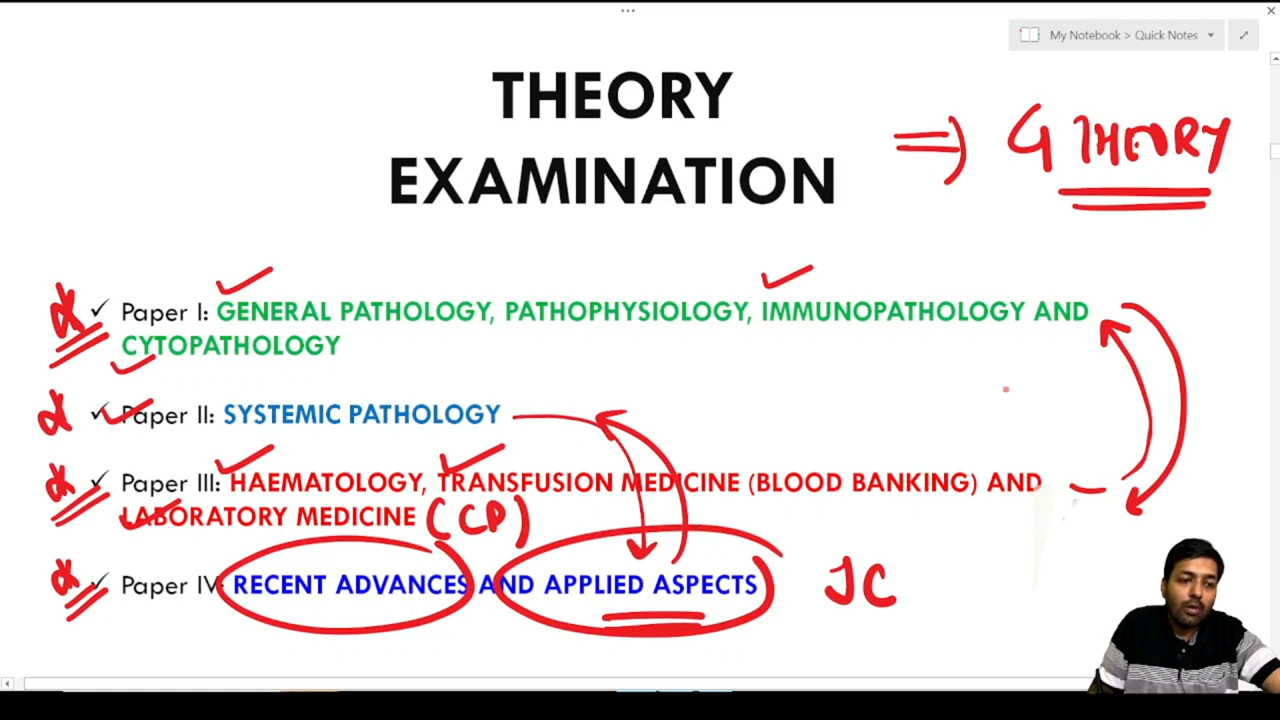 My Notebook > Quick Notes
THEORY
EXAMINATION
=) 4 THEORY
Paper I: GENERAL PATHOLOGY, PATHOPHYSIOLOGY, IMMUNOPATHOLOGY AND
CYTOPATHOLOGY
Paper II: SYSTEMIC PATHOLOGY
Paper III: HAEMATOLOGY, TRANSFUSION MEDICINE (BLOOD BANKING) AND
LABORATORY MEDICINE (CP)
Paper IV: RECENT ADVANCES AND APPLIED ASPECTS JC